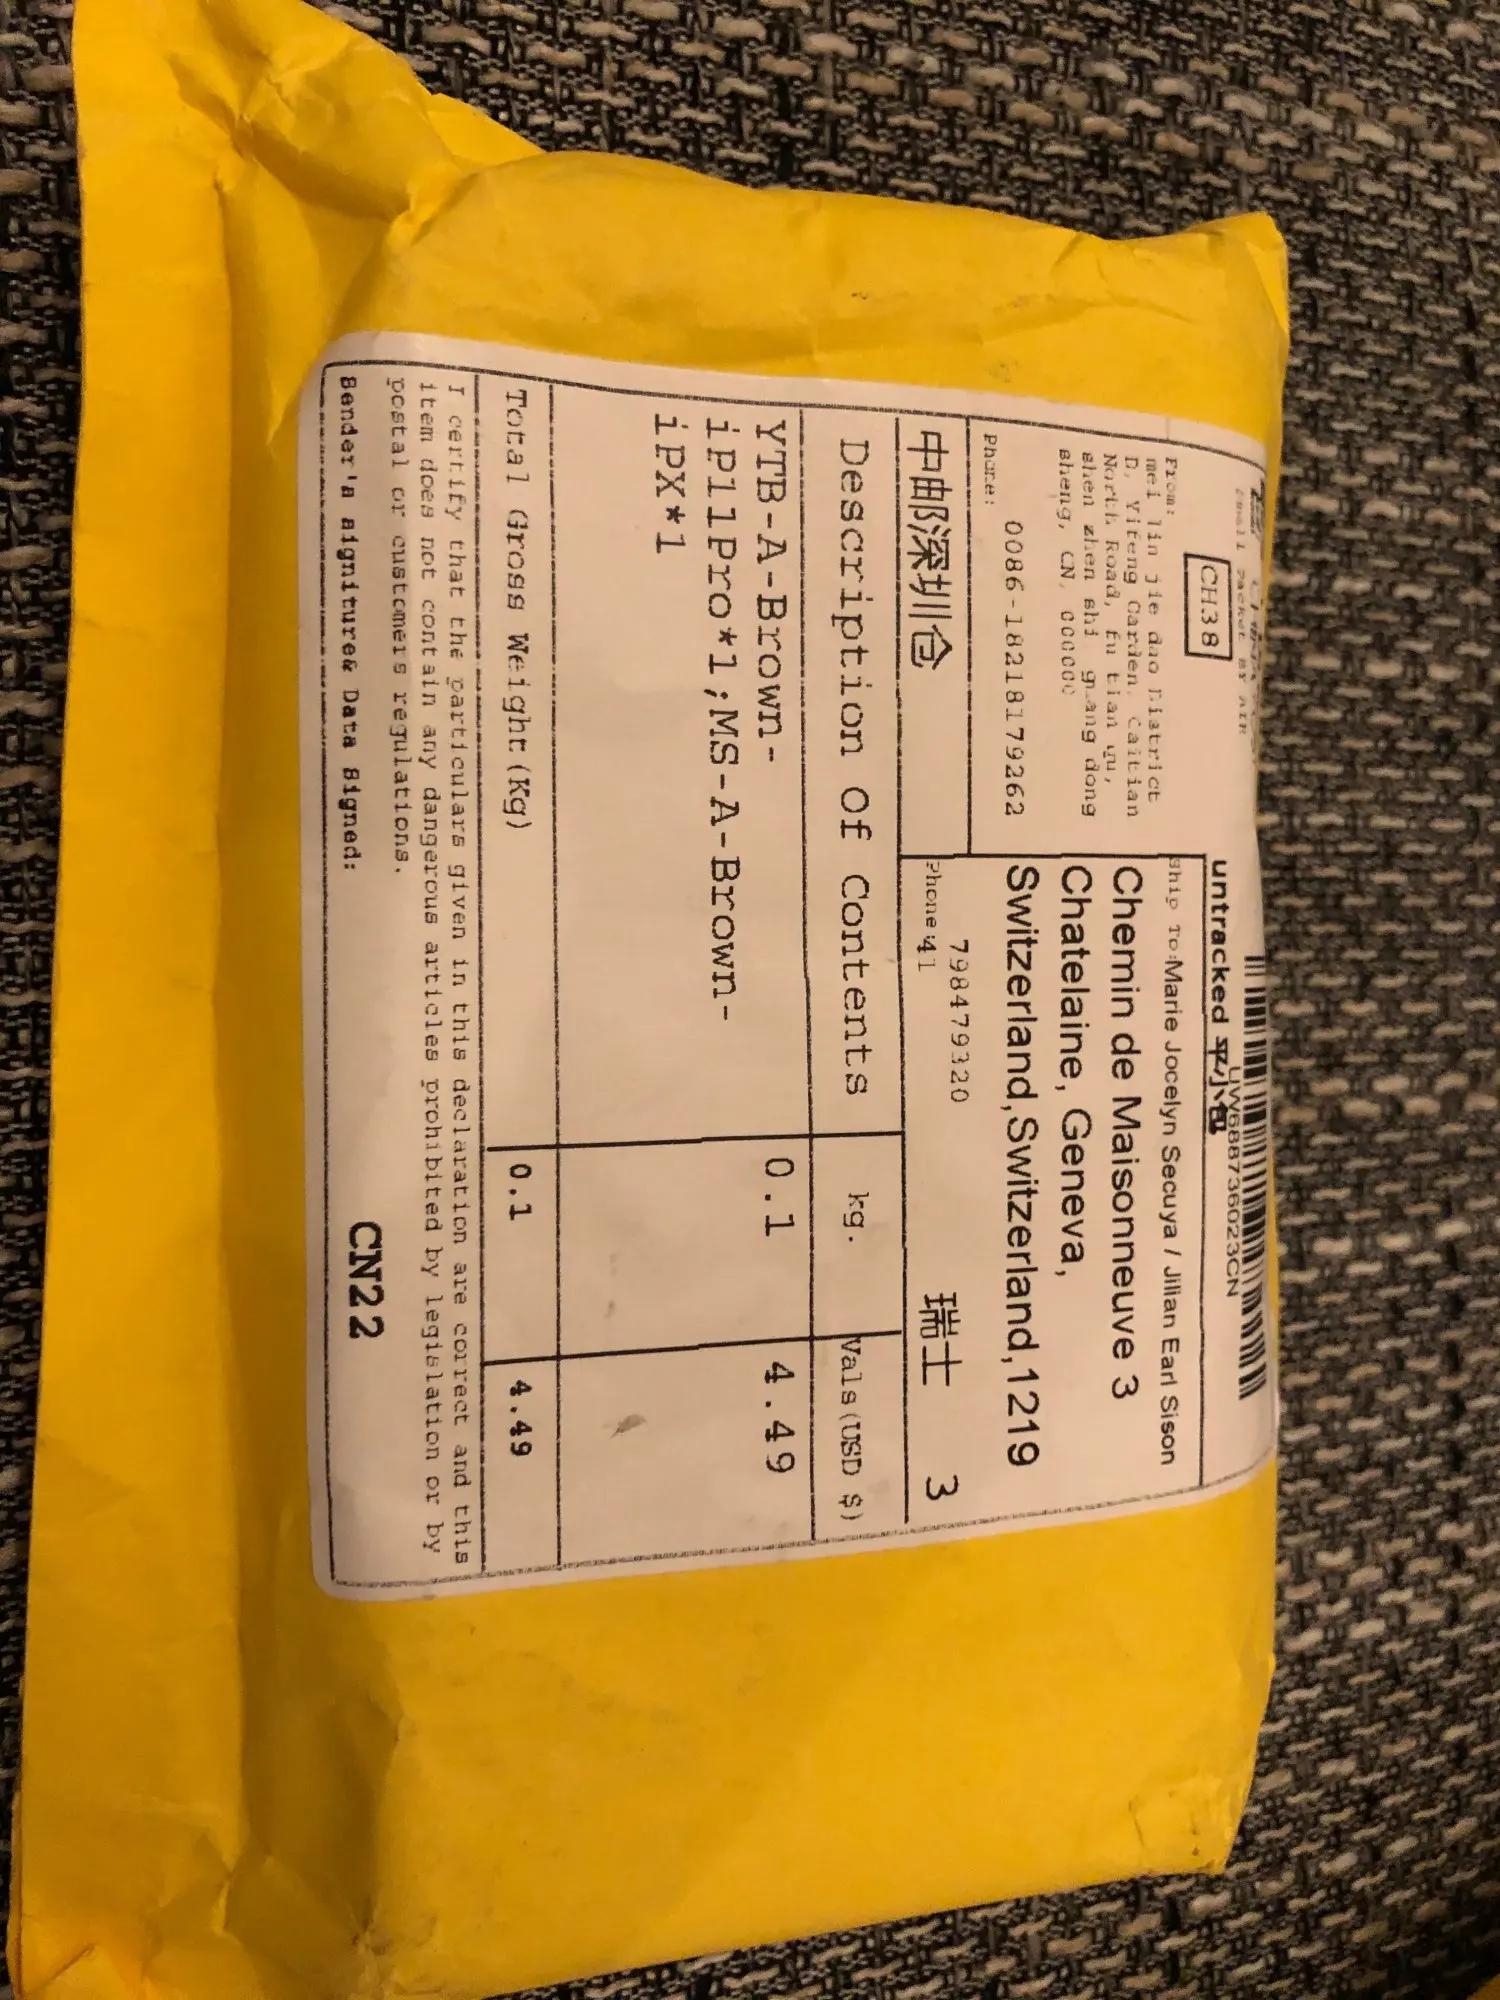 Small Packet BY AIR
CH38
UW688736023CN
untracked 平小包
From:
mei lin jie dao District
D, Yifeng Garden, Caitian
North Road, fu tian qu,
shen zhen shi guang dong
sheng, CN,
Phone: 0086-18218179262
Ship To:Marie Jocelyn Secuya / Jillian Earl Sison
Chemin de Maisonneuve 3
Chatelaine, Geneva,
Switzerland,Switzerland,1219
798479320
Phone:41
瑞士 3
中邮深圳仓
Description of Contents kg. Vals(USD $)
YTB-A-Brown- 0.1 4.49
ip11Pro*1;MS-A-Brown-
iPX*1
Total Gross Weight(Kg) 0.1 4.49
I certify that the particulars given in this declaration are correct and this
item does not contain any dangerous articles prohibited by legislation or by
postal or customers regulations.
Sender's signiture& Data Signed: CN22